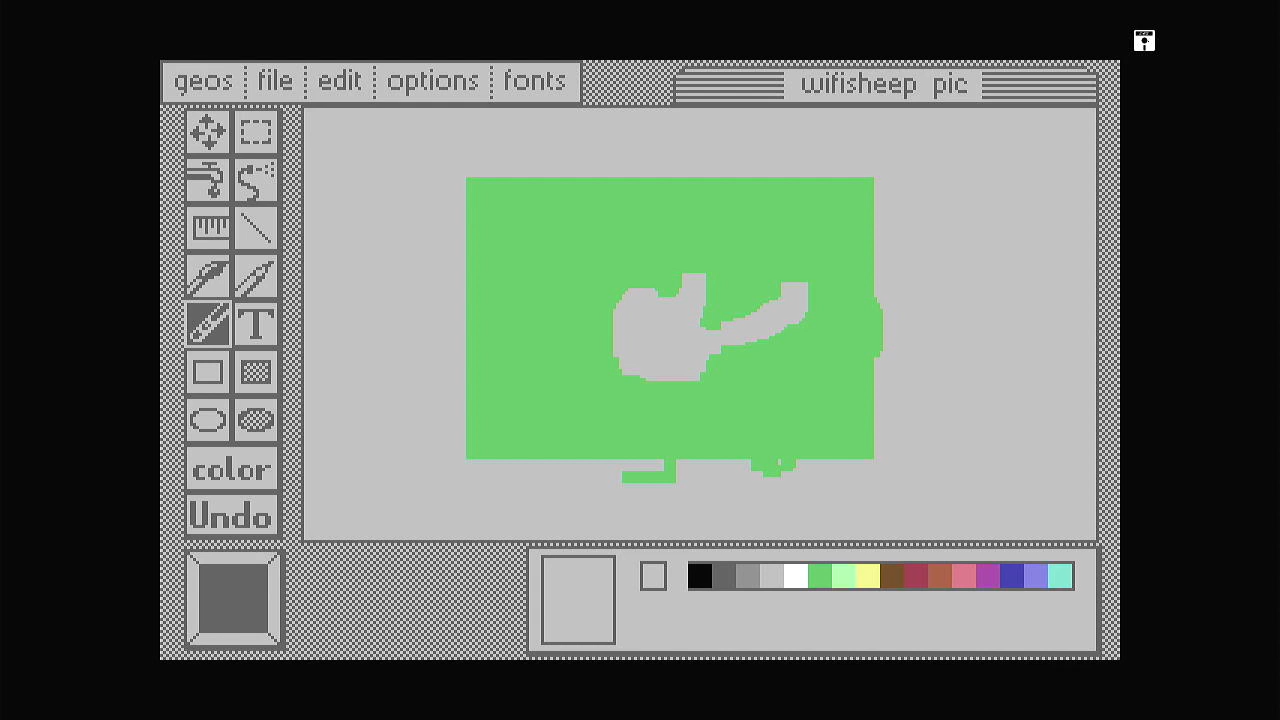 geos file edit options fonts
wifisheep pic
T
color
Undo